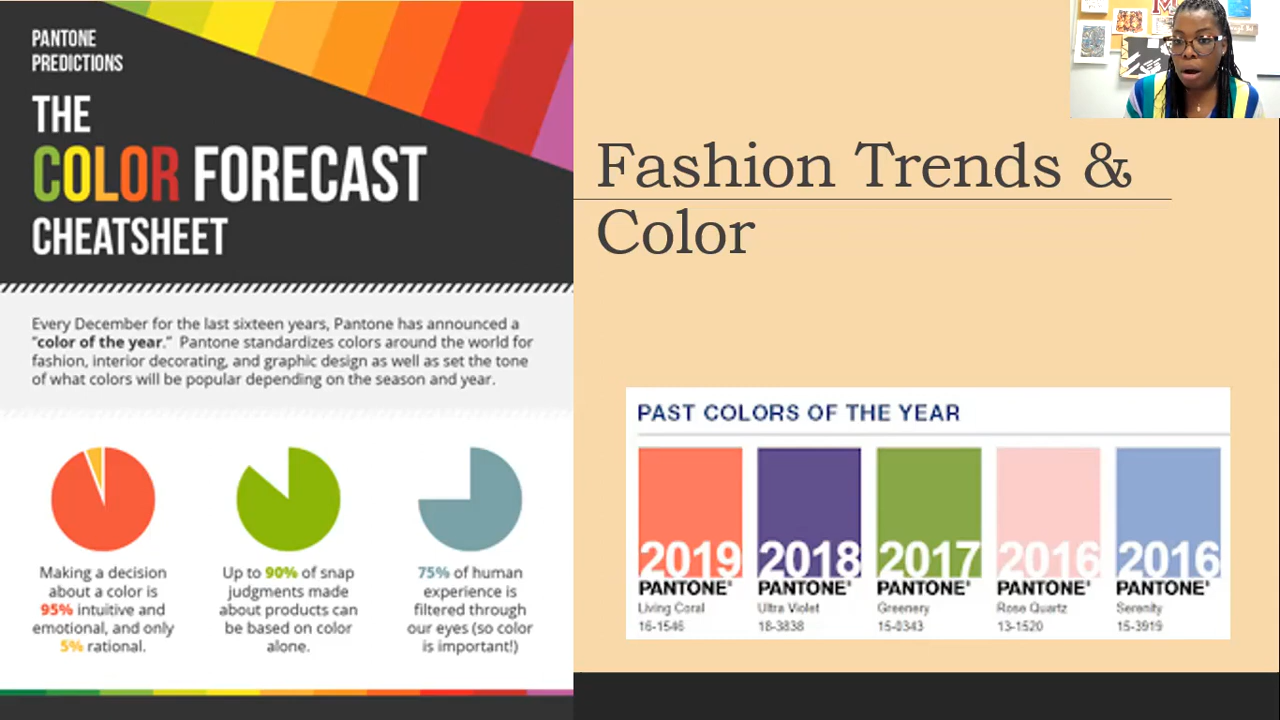 PANTONE
PREDICTIONS
THE
COLOR FORECAST
CHEATSHEET
Every December for the last sixteen years, Pantone has announced a
“color of the year.” Pantone standardizes colors around the world for
fashion, interior decorating, and graphic design as well as set the tone
of what colors will be popular depending on the season and year.
Making a decision
about a color is
95% intuitive and
emotional, and only
5% rational.
Up to 90% of snap
judgments made
about products can
be based on color
alone.
75% of human
experience is
filtered through
our eyes (so color
is important!)
Fashion Trends &
Color
PAST COLORS OF THE YEAR
2019
PANTONE®
Living Coral
16-1546
2018
PANTONE®
Ultra Violet
18-3838
2017
PANTONE®
Greenery
15-0343
2016
PANTONE®
Rose Quartz
13-1520
2016
PANTONE®
Serenity
15-3919